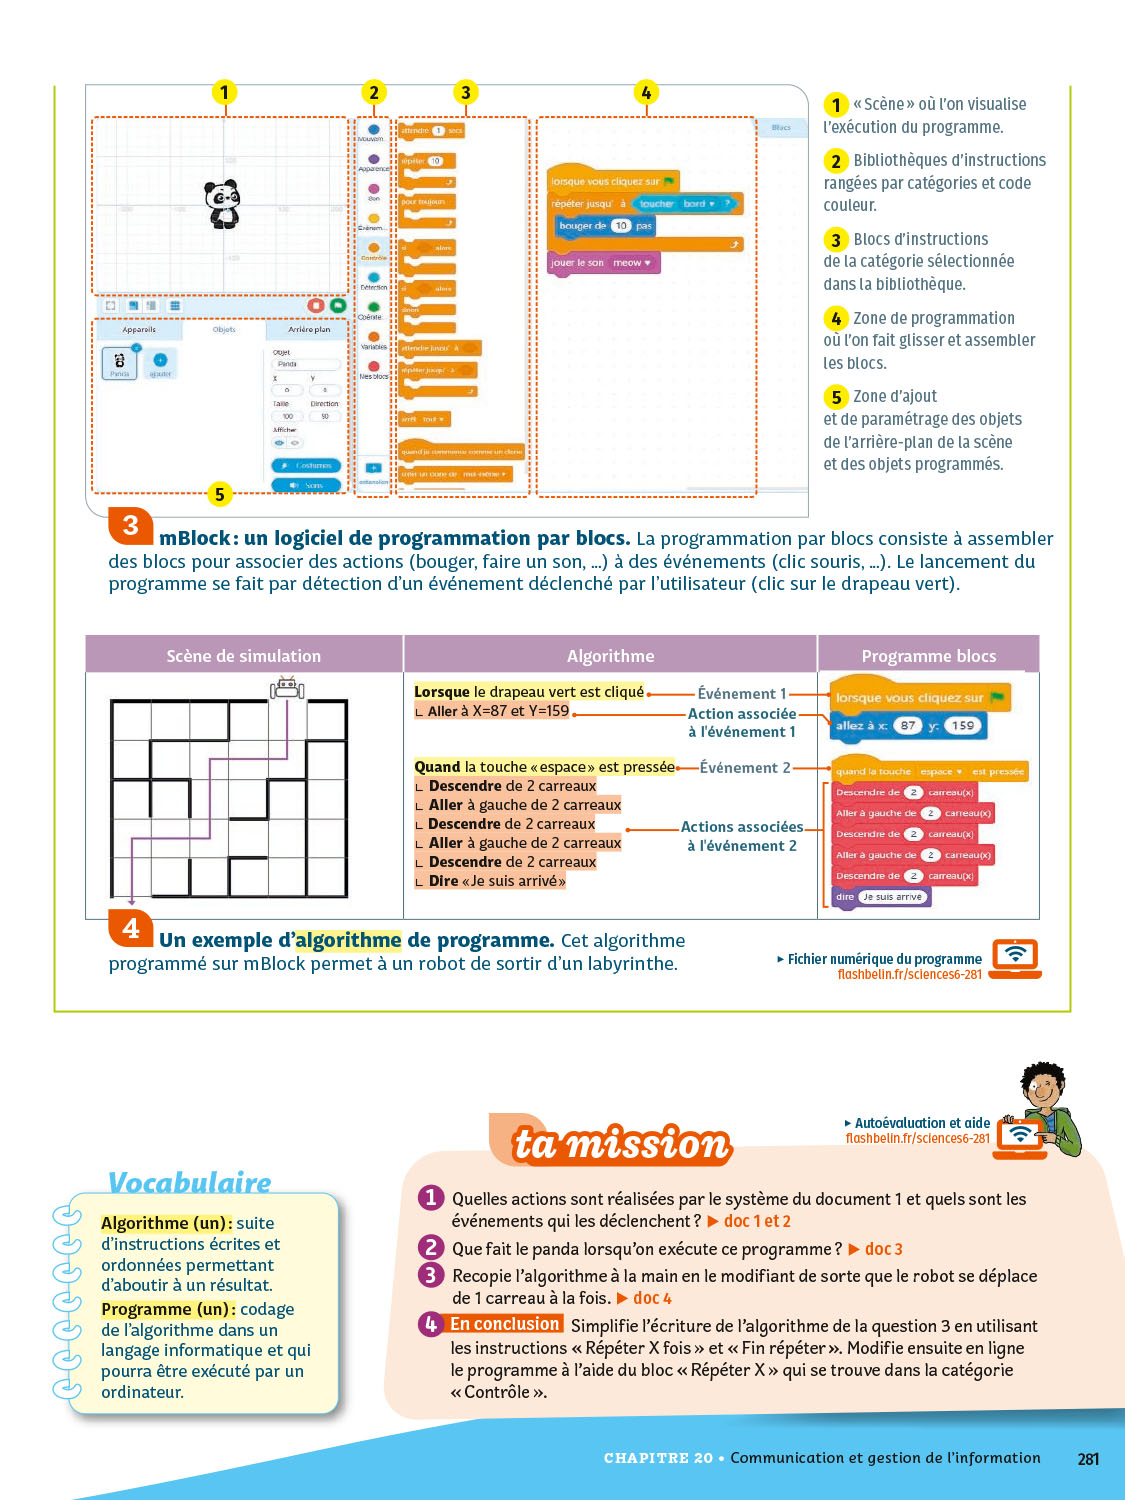 1
2
3
4
attendre 1 secs
répéter 10
pour toujours
si alors
si alors
sinon
attendre jusqu' à
répéter jusqu' à
arrêt tout
quand je commence comme un clone
créer un clone de moi-même
Mouvem...
Apparence
Son
Événem...
Contrôle
Détection
Opérate...
Variables
Mes blocs
extension
lorsque vous cliquez sur
répéter jusqu' à toucher bord ?
bouger de 10 pas
jouer le son meow
Blocs
Appareils
Objets
Arrière plan
Panda
ajouter
Objet
Panda
X
Y
0
Taille
Direction
100
90
Afficher
Costumes
Sons
5
1 « Scène » où l'on visualise
l'exécution du programme.
2 Bibliothèques d'instructions
rangées par catégories et code
couleur.
3 Blocs d'instructions
de la catégorie sélectionnée
dans la bibliothèque.
4 Zone de programmation
où l'on fait glisser et assembler
les blocs.
5 Zone d'ajout
et de paramétrage des objets
de l'arrière-plan de la scène
et des objets programmés.
3 mBlock : un logiciel de programmation par blocs. La programmation par blocs consiste à assembler
des blocs pour associer des actions (bouger, faire un son, ...) à des événements (clic souris, ...). Le lancement du
programme se fait par détection d'un événement déclenché par l'utilisateur (clic sur le drapeau vert).
Scène de simulation
Algorithme
Programme blocs
Lorsque le drapeau vert est cliqué
Aller à X=87 et Y=159
Quand la touche « espace » est pressée
Descendre de 2 carreaux
Aller à gauche de 2 carreaux
Descendre de 2 carreaux
Aller à gauche de 2 carreaux
Descendre de 2 carreaux
Dire « Je suis arrivé »
Événement 1
Action associée
à l'événement 1
Événement 2
Actions associées
à l'événement 2
lorsque vous cliquez sur
allez à x: 87 y: 159
quand la touche espace est pressée
Descendre de 2 carreau(x)
Aller à gauche de 2 carreau(x)
Descendre de 2 carreau(x)
Aller à gauche de 2 carreau(x)
Descendre de 2 carreau(x)
dire Je suis arrivé
4 Un exemple d'algorithme de programme. Cet algorithme
programmé sur mBlock permet à un robot de sortir d'un labyrinthe.
▸ Fichier numérique du programme
flashbelin.fr/sciences6-281
ta mission
▸ Autoévaluation et aide
flashbelin.fr/sciences6-281
Vocabulaire
Algorithme (un) : suite
d'instructions écrites et
ordonnées permettant
d'aboutir à un résultat.
Programme (un) : codage
de l'algorithme dans un
langage informatique et qui
pourra être exécuté par un
ordinateur.
1 Quelles actions sont réalisées par le système du document 1 et quels sont les
événements qui les déclenchent ? ▶ doc 1 et 2
2 Que fait le panda lorsqu'on exécute ce programme ? ▶ doc 3
3 Recopie l'algorithme à la main en le modifiant de sorte que le robot se déplace
de 1 carreau à la fois. ▶ doc 4
4 En conclusion Simplifie l'écriture de l'algorithme de la question 3 en utilisant
les instructions « Répéter X fois » et « Fin répéter ». Modifie ensuite en ligne
le programme à l'aide du bloc « Répéter X » qui se trouve dans la catégorie
« Contrôle ».
CHAPITRE 20 • Communication et gestion de l'information 281